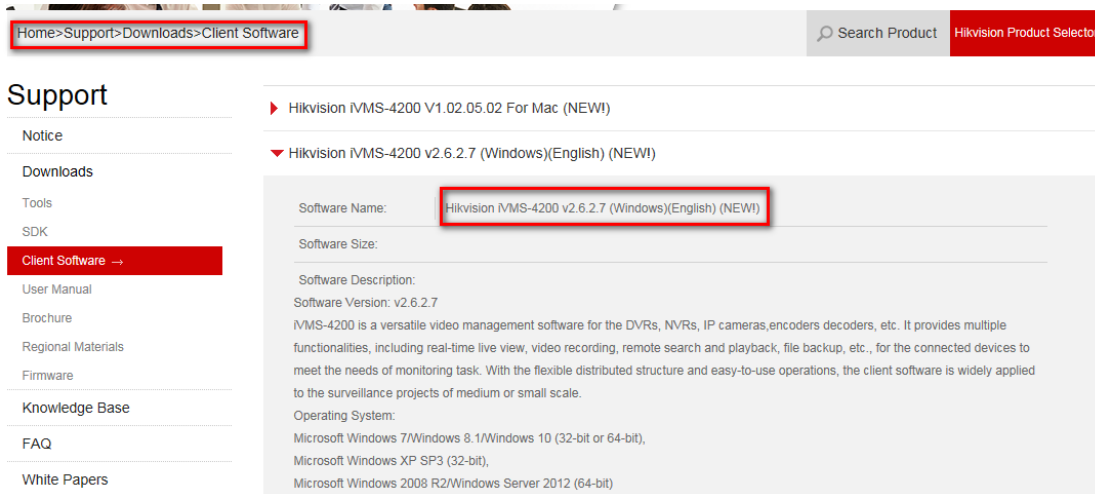 Home>Support>Downloads>Client Software
Search Product
Hikvision Product Selector
Support
Notice
Downloads
Tools
SDK
Client Software →
User Manual
Brochure
Regional Materials
Firmware
Knowledge Base
FAQ
White Papers
Hikvision iVMS-4200 V1.02.05.02 For Mac (NEW!)
Hikvision iVMS-4200 v2.6.2.7 (Windows)(English) (NEW!)
Software Name: Hikvision iVMS-4200 v2.6.2.7 (Windows)(English) (NEW!)
Software Size:
Software Description:
Software Version: v2.6.2.7
iVMS-4200 is a versatile video management software for the DVRs, NVRs, IP cameras,encoders decoders, etc. It provides multiple
functionalities, including real-time live view, video recording, remote search and playback, file backup, etc., for the connected devices to
meet the needs of monitoring task. With the flexible distributed structure and easy-to-use operations, the client software is widely applied
to the surveillance projects of medium or small scale.
Operating System:
Microsoft Windows 7/Windows 8.1/Windows 10 (32-bit or 64-bit),
Microsoft Windows XP SP3 (32-bit),
Microsoft Windows 2008 R2/Windows Server 2012 (64-bit)